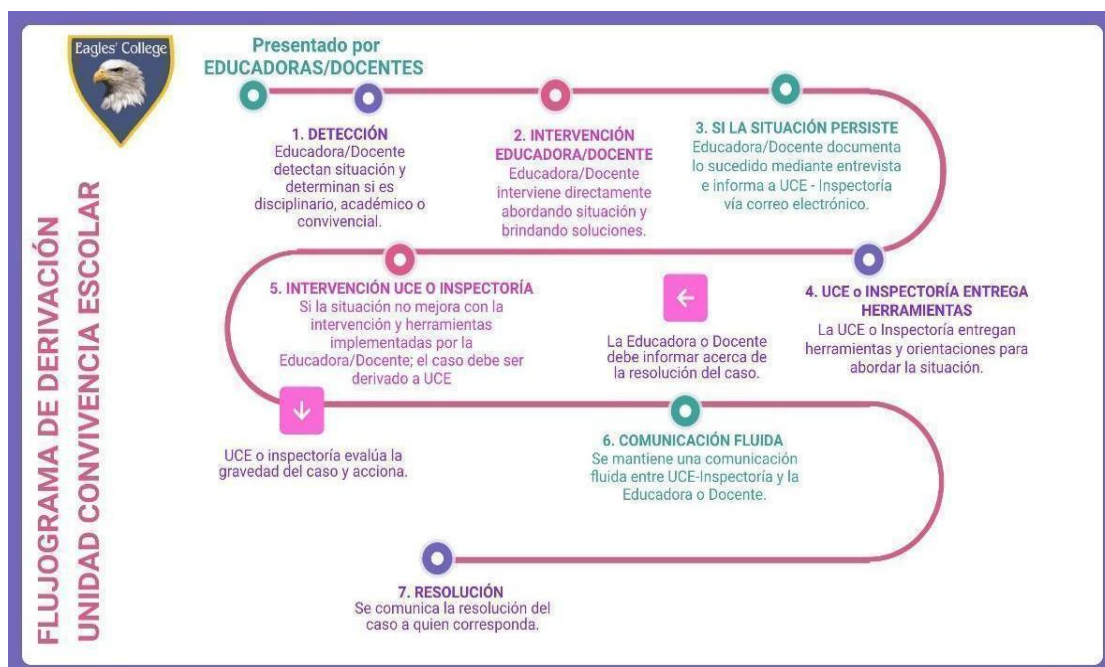 Eagles' College
FLUJOGRAMA DE DERIVACIÓN
UNIDAD CONVIVENCIA ESCOLAR
Presentado por
EDUCADORAS/DOCENTES
1. DETECCIÓN
Educadora/Docente
detectan situación y
determinan si es
disciplinario, académico o
convivencial.
2. INTERVENCIÓN
EDUCADORA/DOCENTE
Educadora/Docente
interviene directamente
abordando situación y
brindando soluciones.
3. SI LA SITUACIÓN PERSISTE
Educadora/Docente documenta
lo sucedido mediante entrevista
e informa a UCE - Inspectoría
vía correo electrónico.
4. UCE o INSPECTORÍA ENTREGA
HERRAMIENTAS
La UCE o Inspectoría entregan
herramientas y orientaciones para
abordar la situación.
La Educadora o Docente
debe informar acerca de
la resolución del caso.
5. INTERVENCIÓN UCE O INSPECTORÍA
Si la situación no mejora con la
intervención y herramientas
implementadas por la
Educadora/Docente; el caso debe ser
derivado a UCE
UCE o inspectoría evalúa la
gravedad del caso y acciona.
6. COMUNICACIÓN FLUIDA
Se mantiene una comunicación
fluida entre UCE-Inspectoría y la
Educadora o Docente.
7. RESOLUCIÓN
Se comunica la resolución del
caso a quien corresponda.